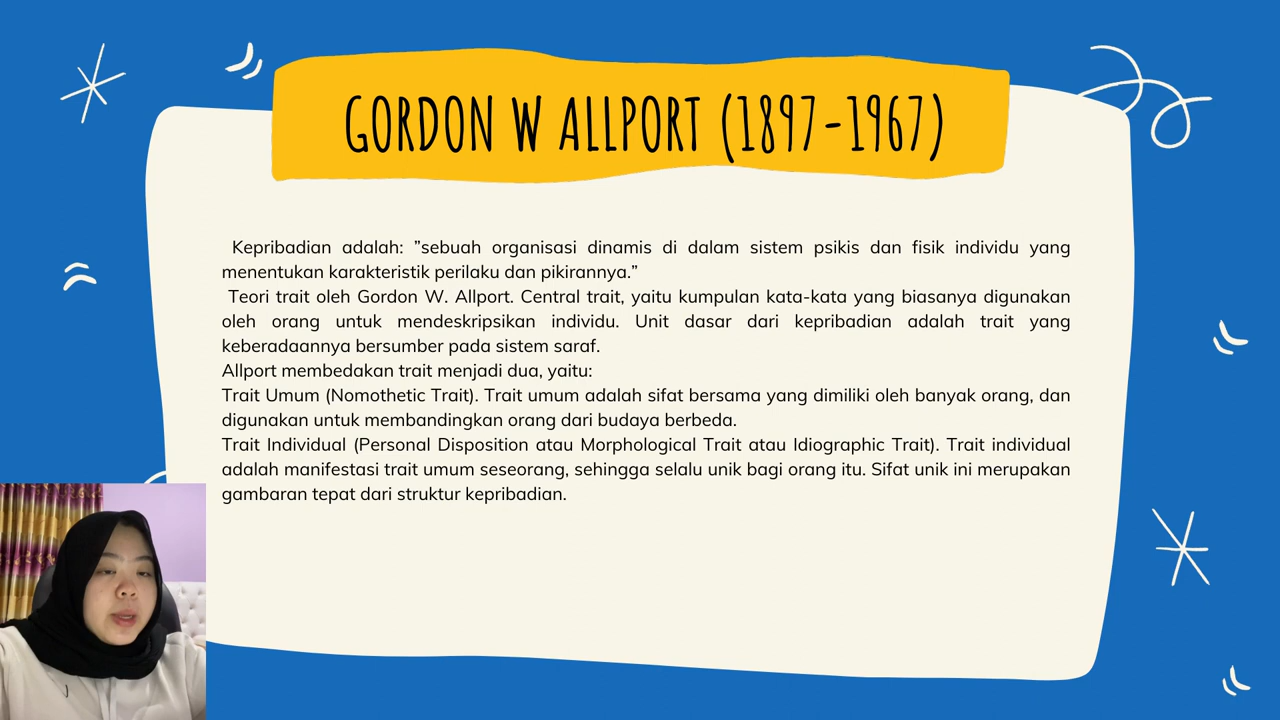 GORDON W ALLPORT (1897-1967)
Kepribadian adalah: ”sebuah organisasi dinamis di dalam sistem psikis dan fisik individu yang
menentukan karakteristik perilaku dan pikirannya.”
Teori trait oleh Gordon W. Allport. Central trait, yaitu kumpulan kata-kata yang biasanya digunakan
oleh orang untuk mendeskripsikan individu. Unit dasar dari kepribadian adalah trait yang
keberadaannya bersumber pada sistem saraf.
Allport membedakan trait menjadi dua, yaitu:
Trait Umum (Nomothetic Trait). Trait umum adalah sifat bersama yang dimiliki oleh banyak orang, dan
digunakan untuk membandingkan orang dari budaya berbeda.
Trait Individual (Personal Disposition atau Morphological Trait atau Idiographic Trait). Trait individual
adalah manifestasi trait umum seseorang, sehingga selalu unik bagi orang itu. Sifat unik ini merupakan
gambaran tepat dari struktur kepribadian.